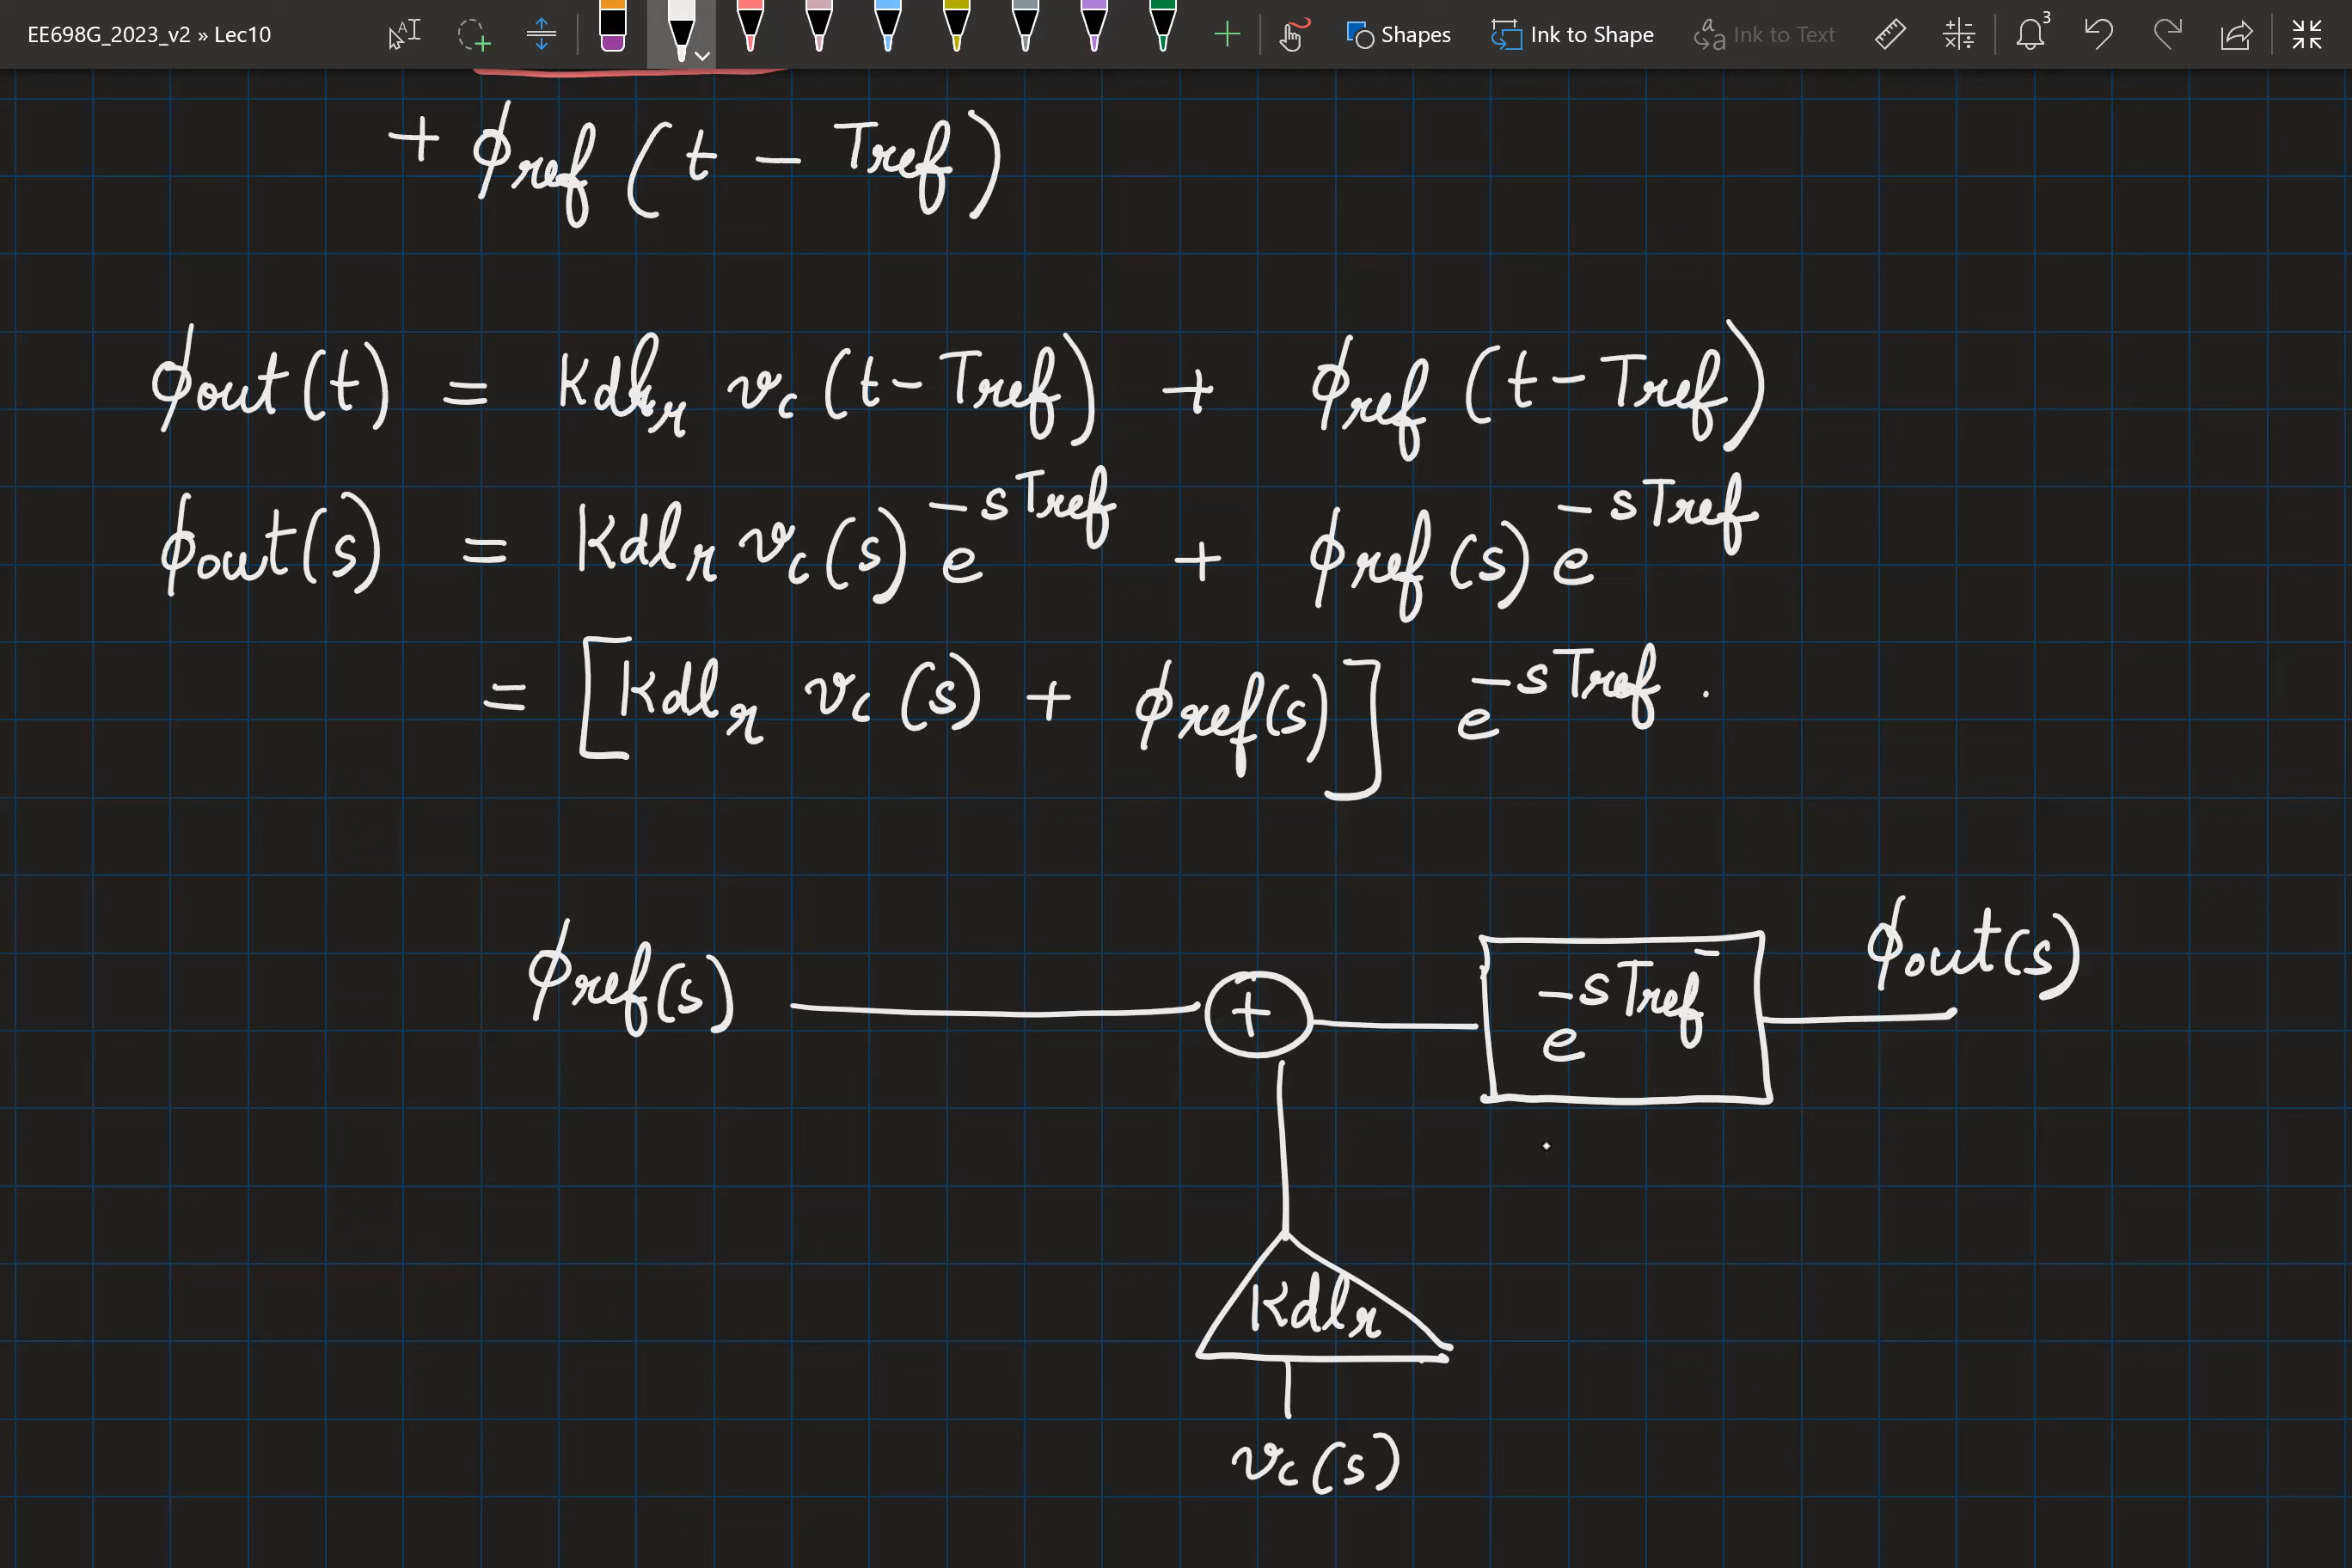 EE698G_2023_v2 » Lec10 Shapes Ink to Shape Ink to Text 3
+ ϕref (t − Tref)
ϕout(t) = Kdlr vc(t − Tref) + ϕref(t − Tref)
ϕout(s) = Kdlr vc(s) e^−sTref + ϕref(s) e^−sTref
= [Kdlr vc(s) + ϕref(s)] e^−sTref .
ϕref(s) + e^−sTref ϕout(s)
Kdlr
vc(s)